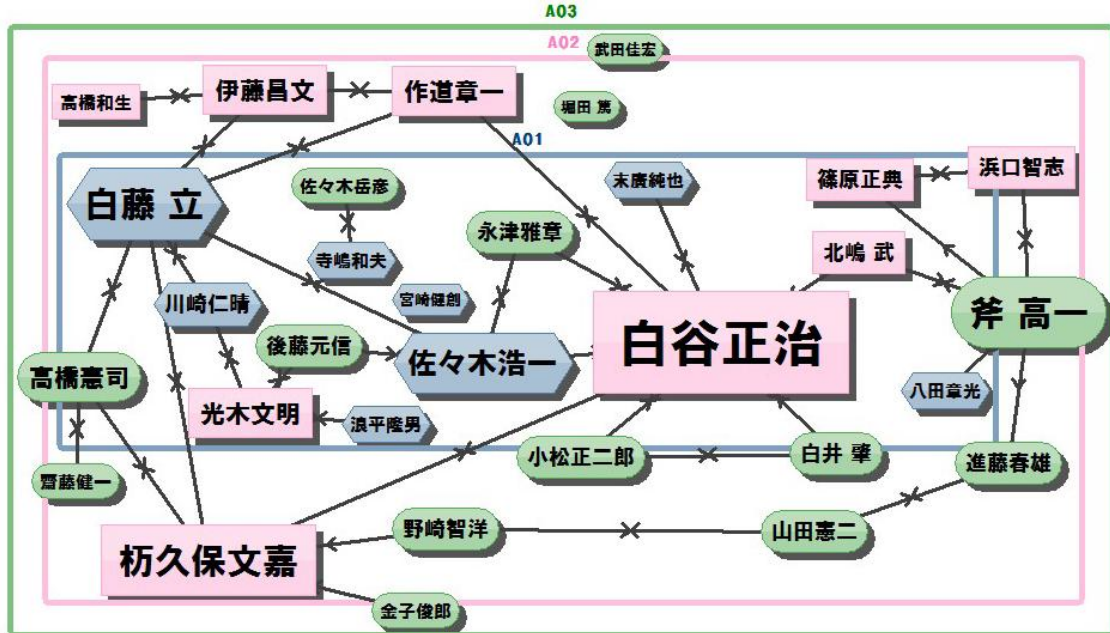 AQ3
AQ2
武田佳宏
高橋和生
伊藤昌文
作道章一
堀田 篤
AQ1
白藤 立
佐々木岳彦
末廣純也
篠原正典
浜口智志
永津雅章
寺嶋和夫
北嶋 武
川崎仁晴
宮崎健創
斧 高一
白谷正治
後藤元信
佐々木浩一
高橋憲司
八田章光
光木文明
浪平隆男
小松正二郎
白井 肇
進藤春雄
齋藤健一
野崎智洋
山田憲二
杤久保文嘉
金子俊郎